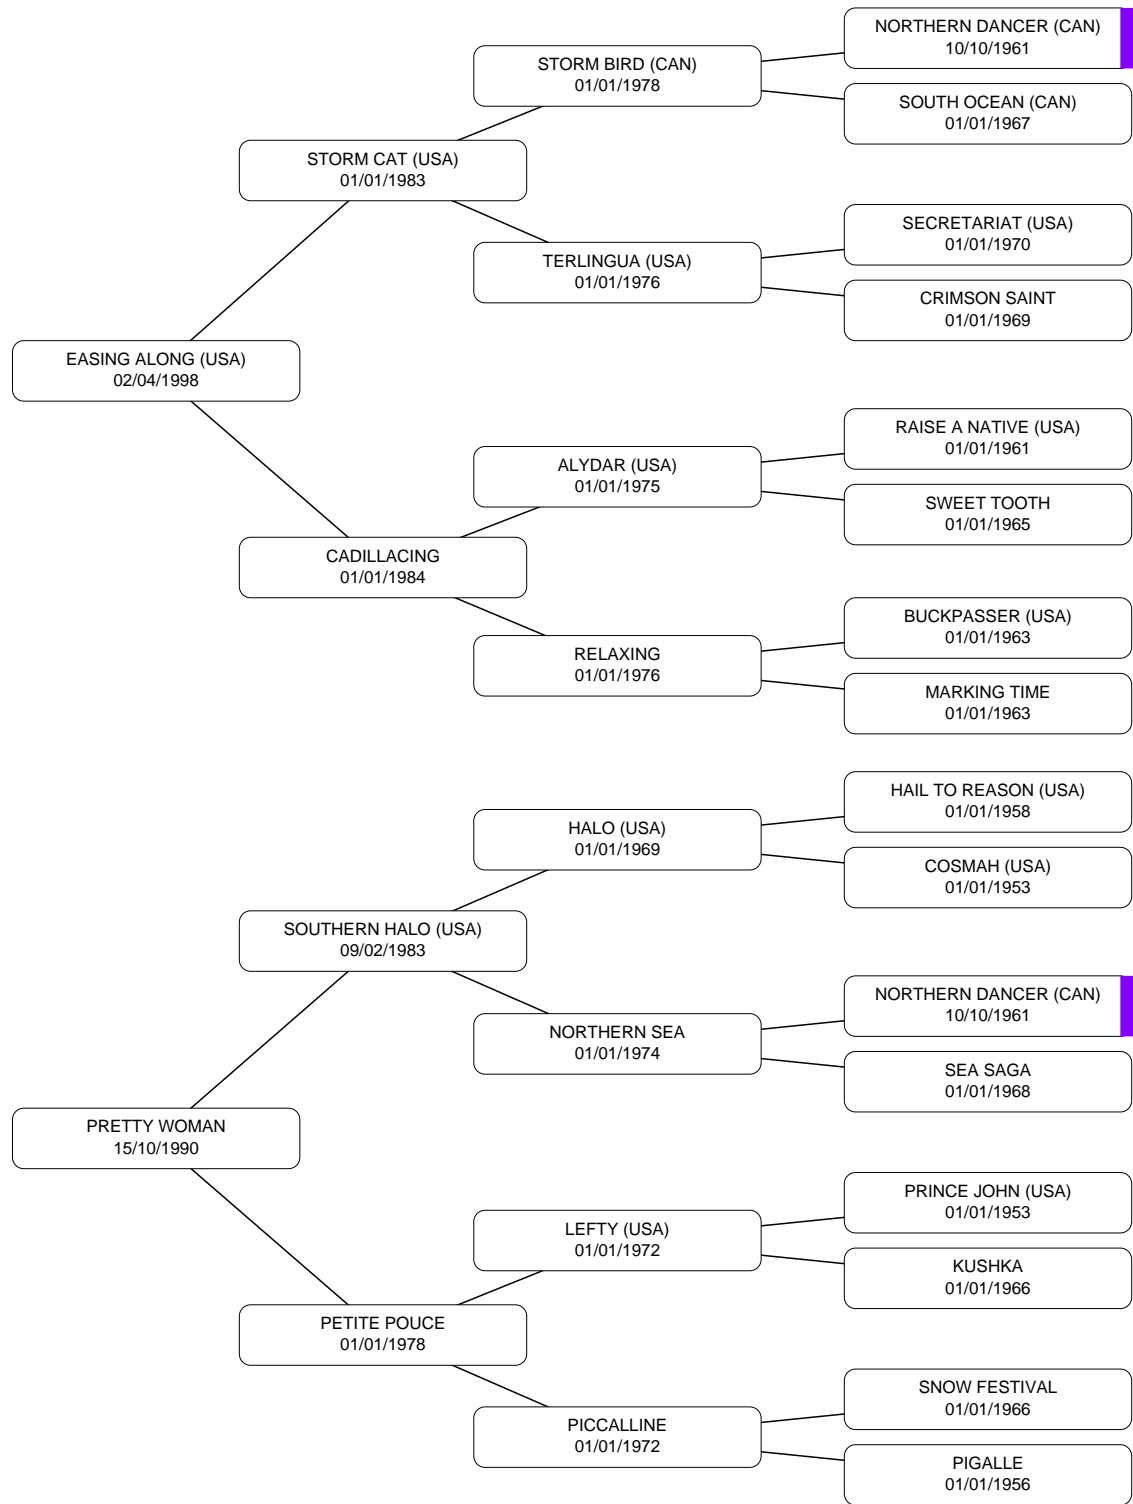 NORTHERN DANCER (CAN)
10/10/1961
STORM BIRD (CAN)
01/01/1978
SOUTH OCEAN (CAN)
01/01/1967
STORM CAT (USA)
01/01/1983
SECRETARIAT (USA)
01/01/1970
TERLINGUA (USA)
01/01/1976
CRIMSON SAINT
01/01/1969
EASING ALONG (USA)
02/04/1998
RAISE A NATIVE (USA)
01/01/1961
ALYDAR (USA)
01/01/1975
SWEET TOOTH
01/01/1965
CADILLACING
01/01/1984
BUCKPASSER (USA)
01/01/1963
RELAXING
01/01/1976
MARKING TIME
01/01/1963
HAIL TO REASON (USA)
01/01/1958
HALO (USA)
01/01/1969
COSMAH (USA)
01/01/1953
SOUTHERN HALO (USA)
09/02/1983
NORTHERN DANCER (CAN)
10/10/1961
NORTHERN SEA
01/01/1974
SEA SAGA
01/01/1968
PRETTY WOMAN
15/10/1990
PRINCE JOHN (USA)
01/01/1953
LEFTY (USA)
01/01/1972
KUSHKA
01/01/1966
PETITE POUCE
01/01/1978
SNOW FESTIVAL
01/01/1966
PICCALLINE
01/01/1972
PIGALLE
01/01/1956